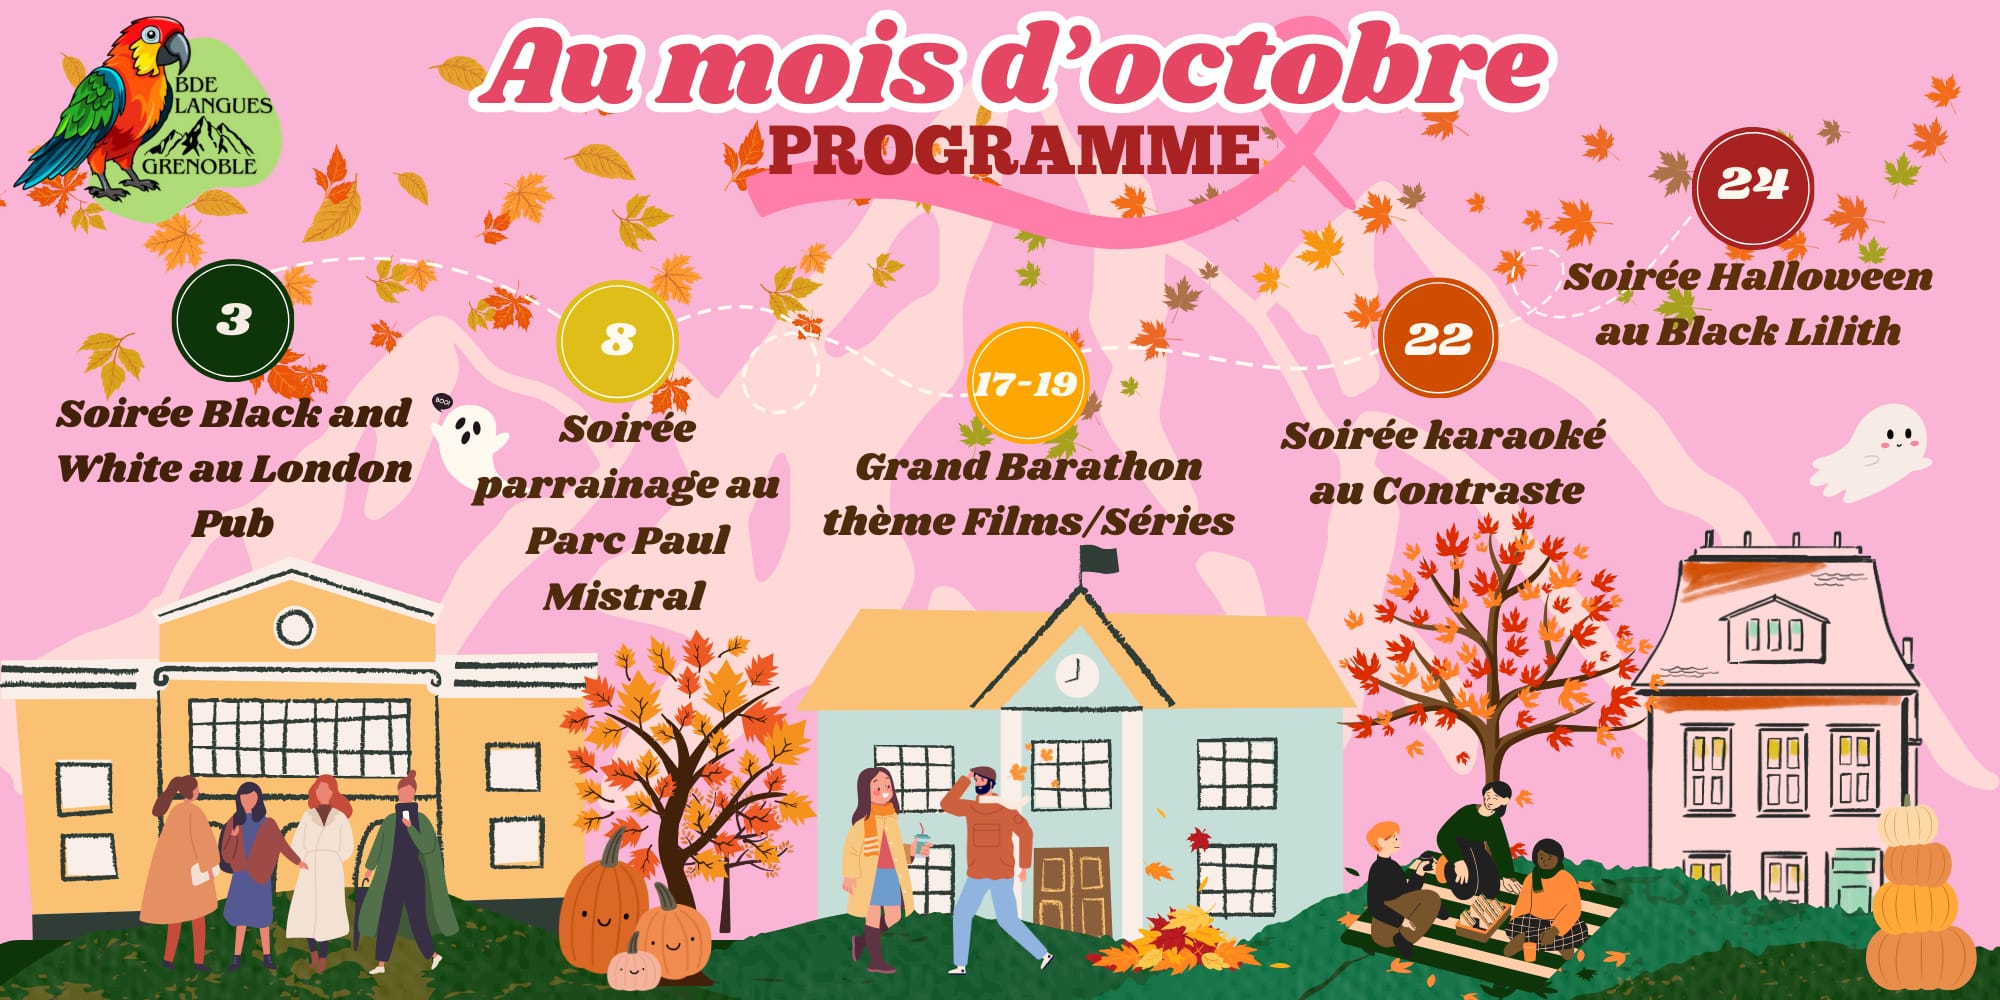 BDE
LANGUES
GRENOBLE
Au mois d'octobre
PROGRAMME
3
Soirée Black and
White au London
Pub
BOO!
8
Soirée
parrainage au
Parc Paul
Mistral
17-19
Grand Barathon
thème Films/Séries
22
Soirée karaoké
au Contraste
24
Soirée Halloween
au Black Lilith